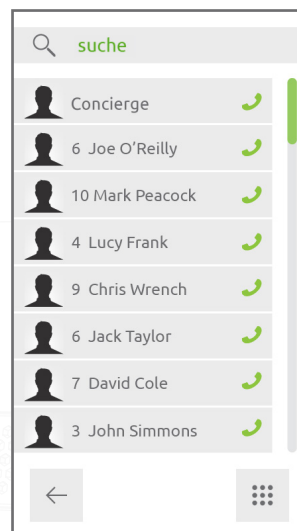 suche
Concierge
6 Joe O’Reilly
10 Mark Peacock
4 Lucy Frank
9 Chris Wrench
6 Jack Taylor
7 David Cole
3 John Simmons